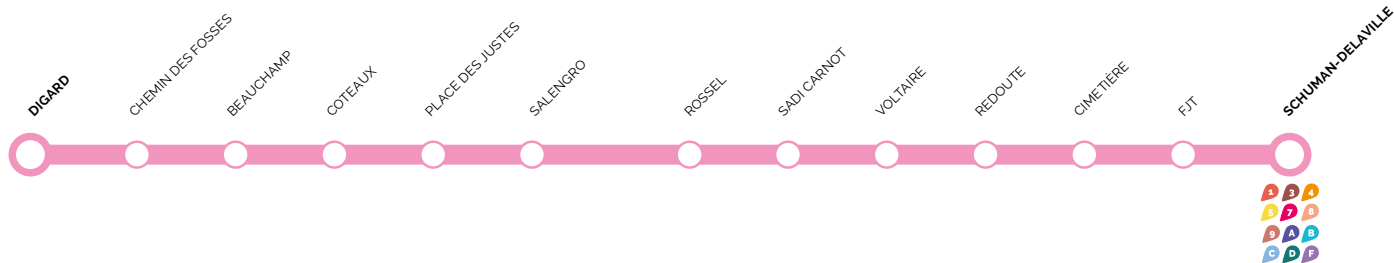 DIGARD
CHEMIN DES FOSSES
BEAUCHAMP
COTEAUX
PLACE DES JUSTES
SALENGRO
ROSSEL
SADI CARNOT
VOLTAIRE
REDOUTE
CIMETIÈRE
FJT
SCHUMAN-DELAVILLE
1 3 4
5 7 8
9 A B
C D F